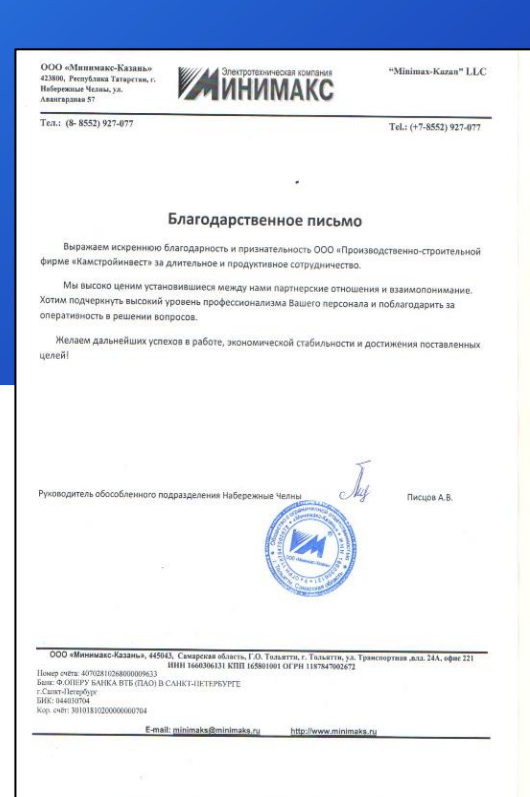 ООО «Минимакс-Казань»
423800, Республика Татарстан, г.
Набережные Челны, ул.
Авангардная 57
Электротехническая компания
МИНИМАКС
"Minimax-Kazan" LLC
Тел.: (8- 8552) 927-077
Tel.: (+7-8552) 927-077
Благодарственное письмо
Выражаем искреннюю благодарность и признательность ООО «Производственно-строительной
фирме «Камстройинвест» за длительное и продуктивное сотрудничество.
Мы высоко ценим установившиеся между нами партнерские отношения и взаимопонимание.
Хотим подчеркнуть высокий уровень профессионализма Вашего персонала и поблагодарить за
оперативность в решении вопросов.
Желаем дальнейших успехов в работе, экономической стабильности и достижения поставленных
целей!
Руководитель обособленного подразделения Набережные Челны
Писцов А.В.
ООО «Минимакс-Казань»
ООО «Минимакс-Казань», 445043, Самарская область, Г.О. Тольятти, г. Тольятти, ул. Транспортная ,влд. 24А, офис 221
ИНН 1660306131 КПП 165801001 ОГРН 1187847002672
Номер счёта: 40702810268000009633
Банк: Ф.ОПЕРУ БАНКА ВТБ (ПАО) В САНКТ-ПЕТЕРБУРГЕ
г.Санкт-Петербург
БИК: 044030704
Кор. счёт: 30101810200000000704
E-mail: minimaks@minimaks.ru http://www.minimaks.ru